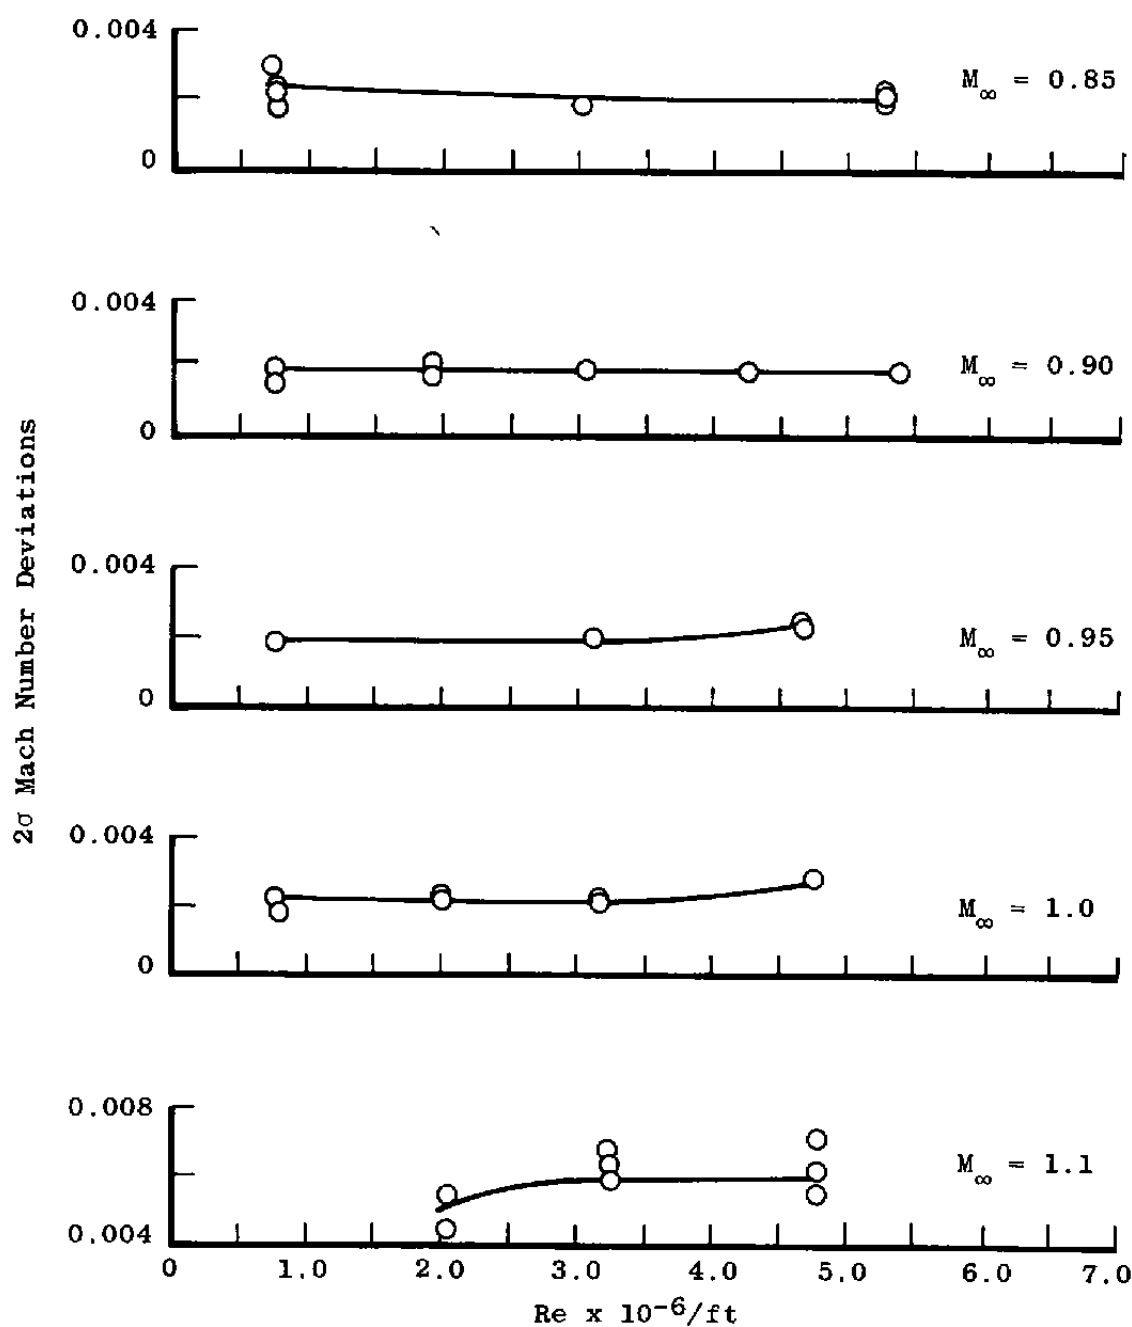 2σ Mach Number Deviations
0.004
0
M∞ = 0.85
0.004
0
M∞ = 0.90
0.004
0
M∞ = 0.95
0.004
0
M∞ = 1.0
0.008
0.004
M∞ = 1.1
0 1.0 2.0 3.0 4.0 5.0 6.0 7.0
Re x 10⁻⁶/ft